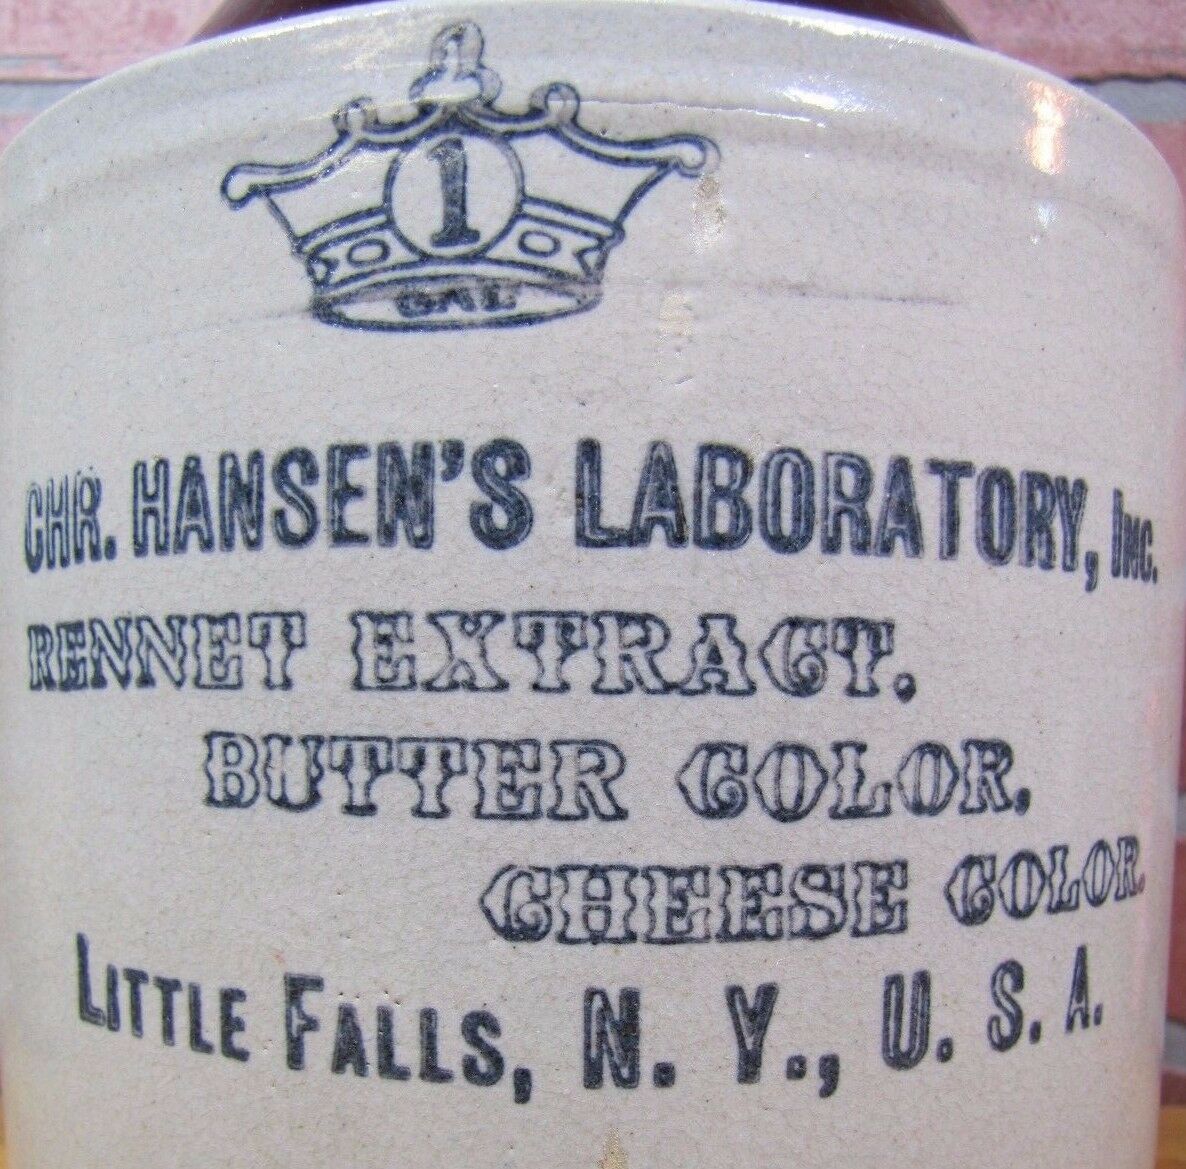 1
GAL
CHR. HANSEN'S LABORATORY, INC.
RENNET EXTRACT.
BUTTER COLOR,
CHEESE COLOR.
LITTLE FALLS, N. Y., U. S. A.